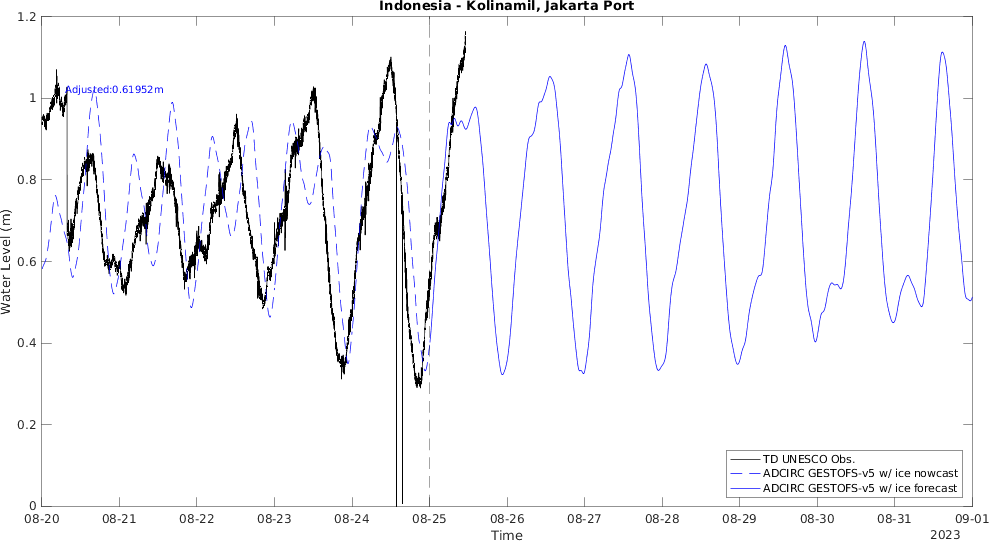 Indonesia - Kolinamil, Jakarta Port
Water Level (m)
1.2
1
0.8
0.6
0.4
0.2
0
Adjusted:0.61952m
TD UNESCO Obs.
ADCIRC GESTOFS-v5 w/ ice nowcast
ADCIRC GESTOFS-v5 w/ ice forecast
08-20 08-21 08-22 08-23 08-24 08-25 08-26 08-27 08-28 08-29 08-30 08-31 09-01
Time
2023